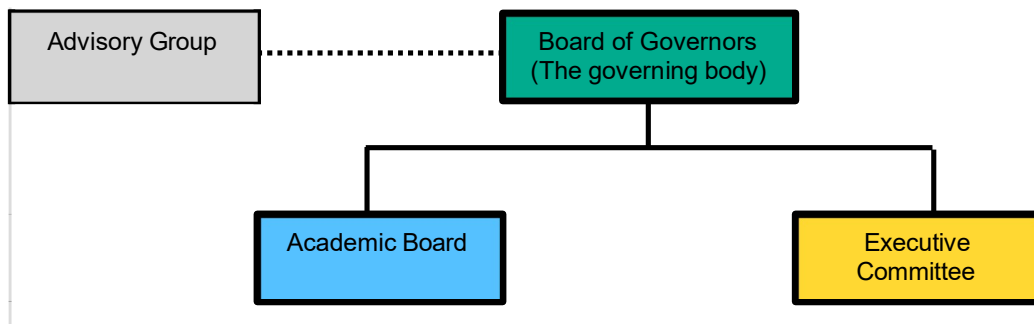 Advisory Group
Board of Governors
(The governing body)
Academic Board
Executive
Committee